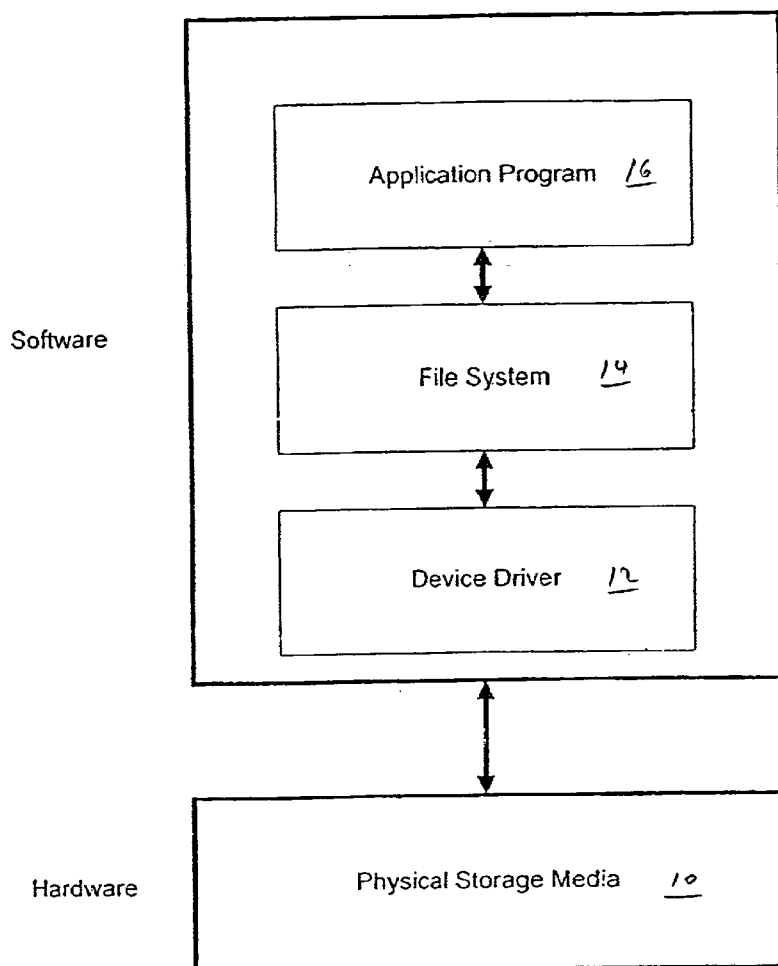 Application Program 16
Software
File System 14
Device Driver 12
Hardware
Physical Storage Media 10